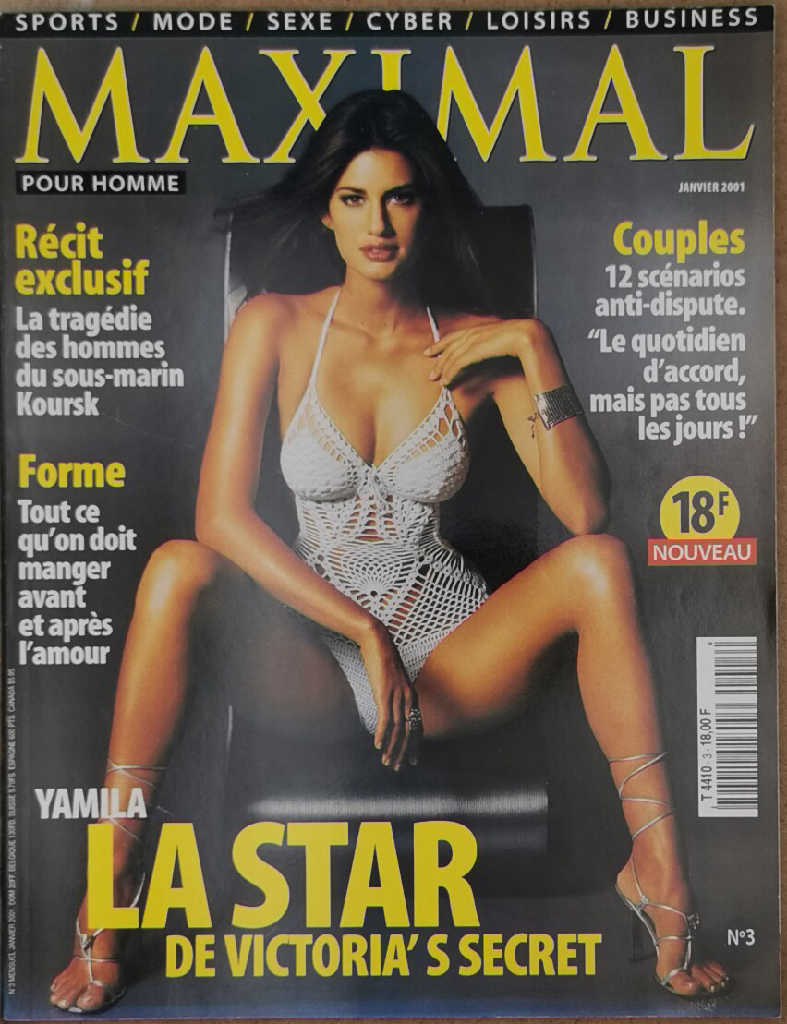 SPORTS / MODE / SEXE / CYBER / LOISIRS / BUSINESS
MAXIMAL
POUR HOMME
JANVIER 2001
Récit
exclusif
La tragédie
des hommes
du sous-marin
Koursk
Forme
Tout ce
qu'on doit
manger
avant
et après
l'amour
Couples
12 scénarios
anti-dispute.
“Le quotidien
d'accord,
mais pas tous
les jours !”
18F
NOUVEAU
T 4410 - 3 - 18,00 F
YAMILA
LA STAR
DE VICTORIA' S SECRET
N°3